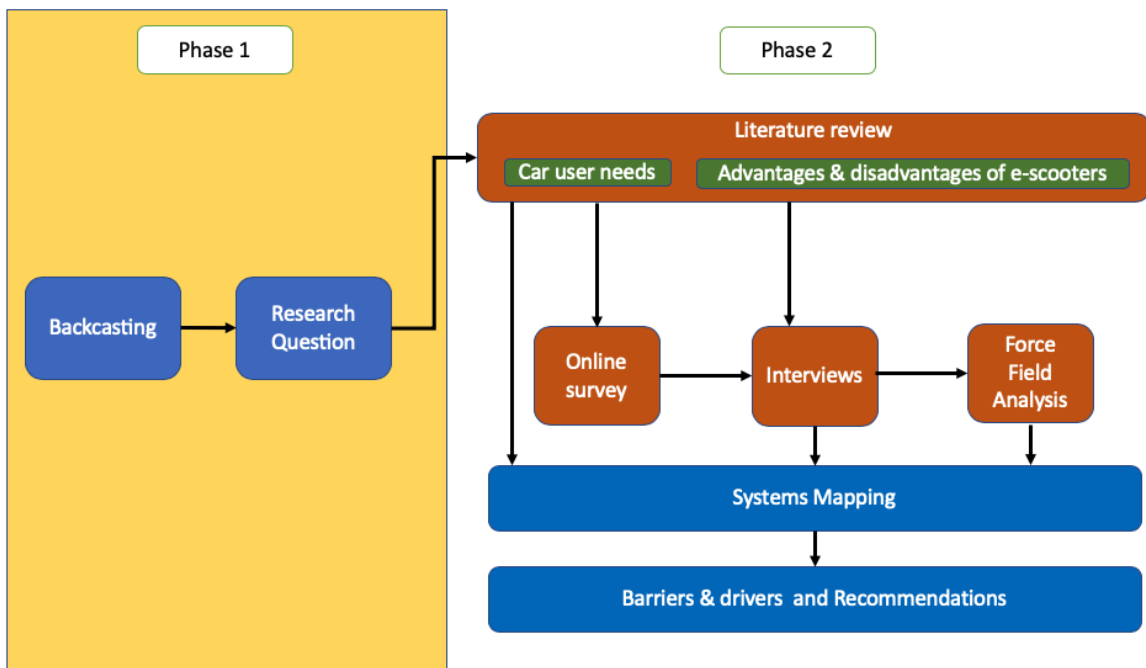 Phase 1
Phase 2
Literature review
Car user needs
Advantages & disadvantages of e-scooters
Backcasting
Research
Question
Online
survey
Interviews
Force
Field
Analysis
Systems Mapping
Barriers & drivers and Recommendations